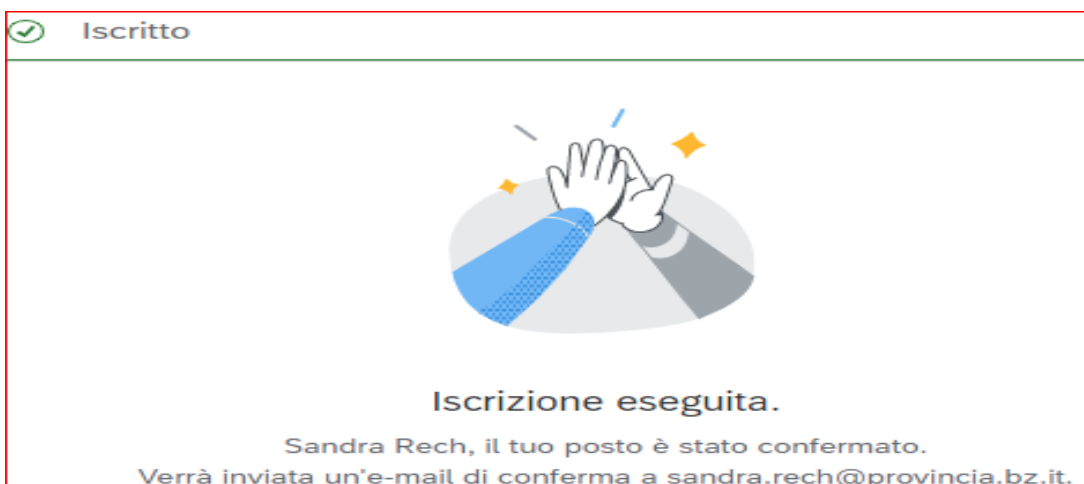 Iscritto
Iscrizione eseguita.
Sandra Rech, il tuo posto è stato confermato.
Verrà inviata un'e-mail di conferma a sandra.rech@provincia.bz.it.